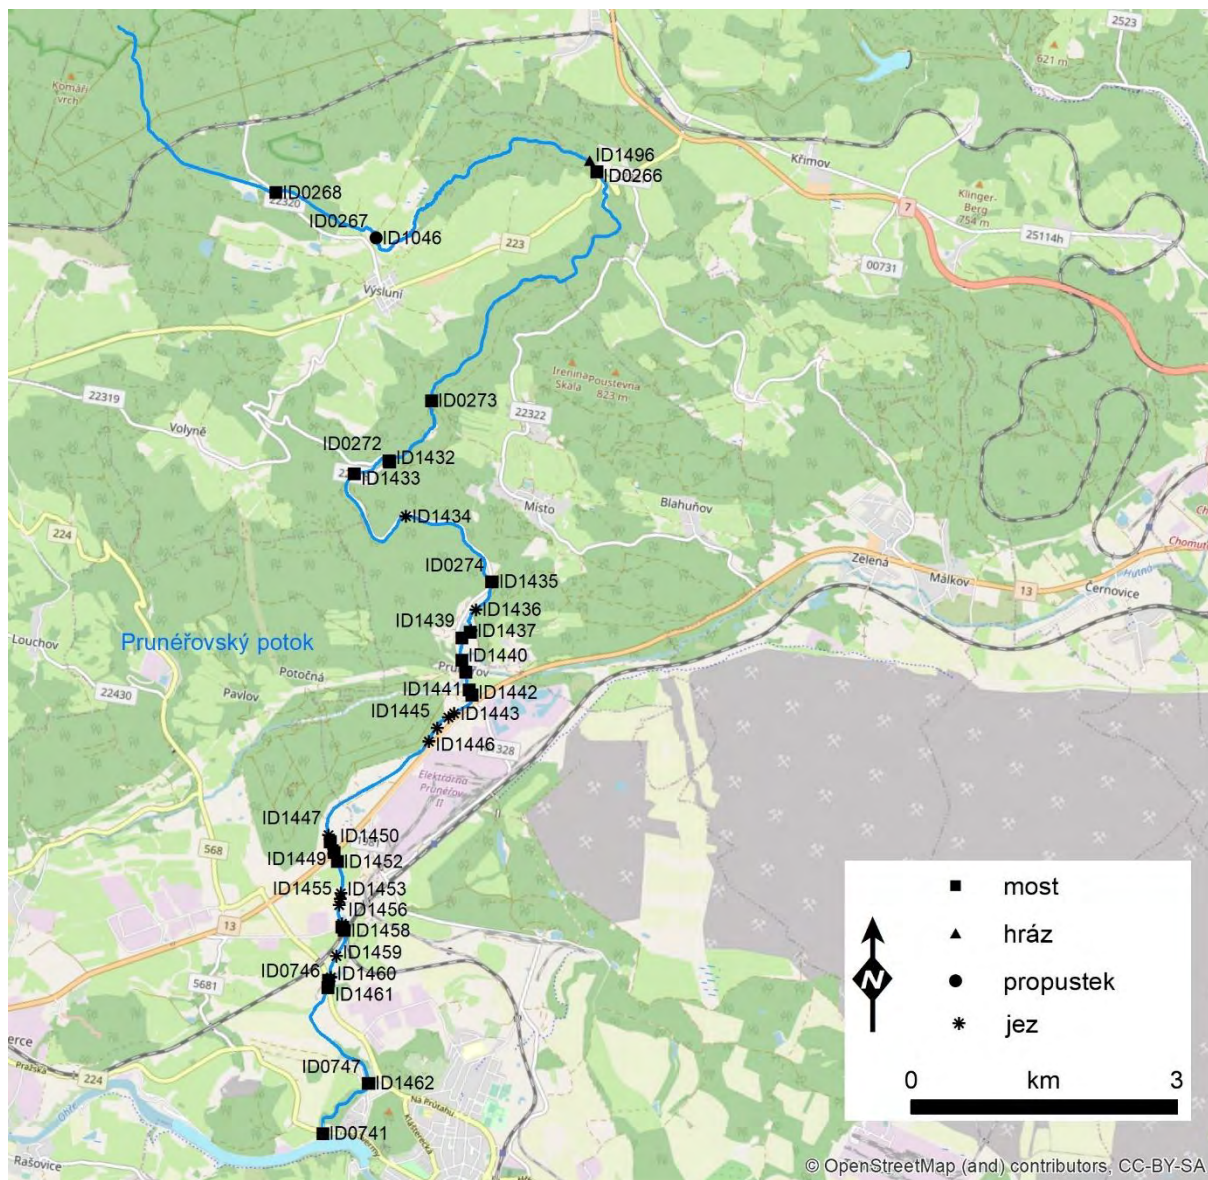 2523
621 m
Komáří
vrch
ID1496
ID0266
Křimov
ID0268
22320
Klinger-
Berg
754 m
7
ID0267
ID1046
223
25114h
00731
Výsluní
Irenina
Skála
Poustevna
823 m
22319
ID0273
22322
Volyně
ID0272
ID1432
ID1433
Místo
Blahuňov
ID1434
224
Zelená
ID0274
ID1435
Málkov
13
Hutná
Černovice
ID1436
ID1439
ID1437
Louchov
Prunéřovský potok
ID1440
Potočná
22430
Pavlov
ID1441
ID1442
ID1445
ID1443
ID1446
328
Elektrárna
Prunéřov
II
ID1447
ID1450
1981
568
ID1449
ID1452
ID1455
ID1453
ID1456
13
ID1458
ID1459
ID0746
ID1460
5681
ID1461
ID0747
ID1462
224
Pražská
Ohře
Na Průtahu
Klášterecká
ID0741
Rašovice
most
hráz
propustek
jez
N
0 km 3
© OpenStreetMap (and) contributors, CC-BY-SA